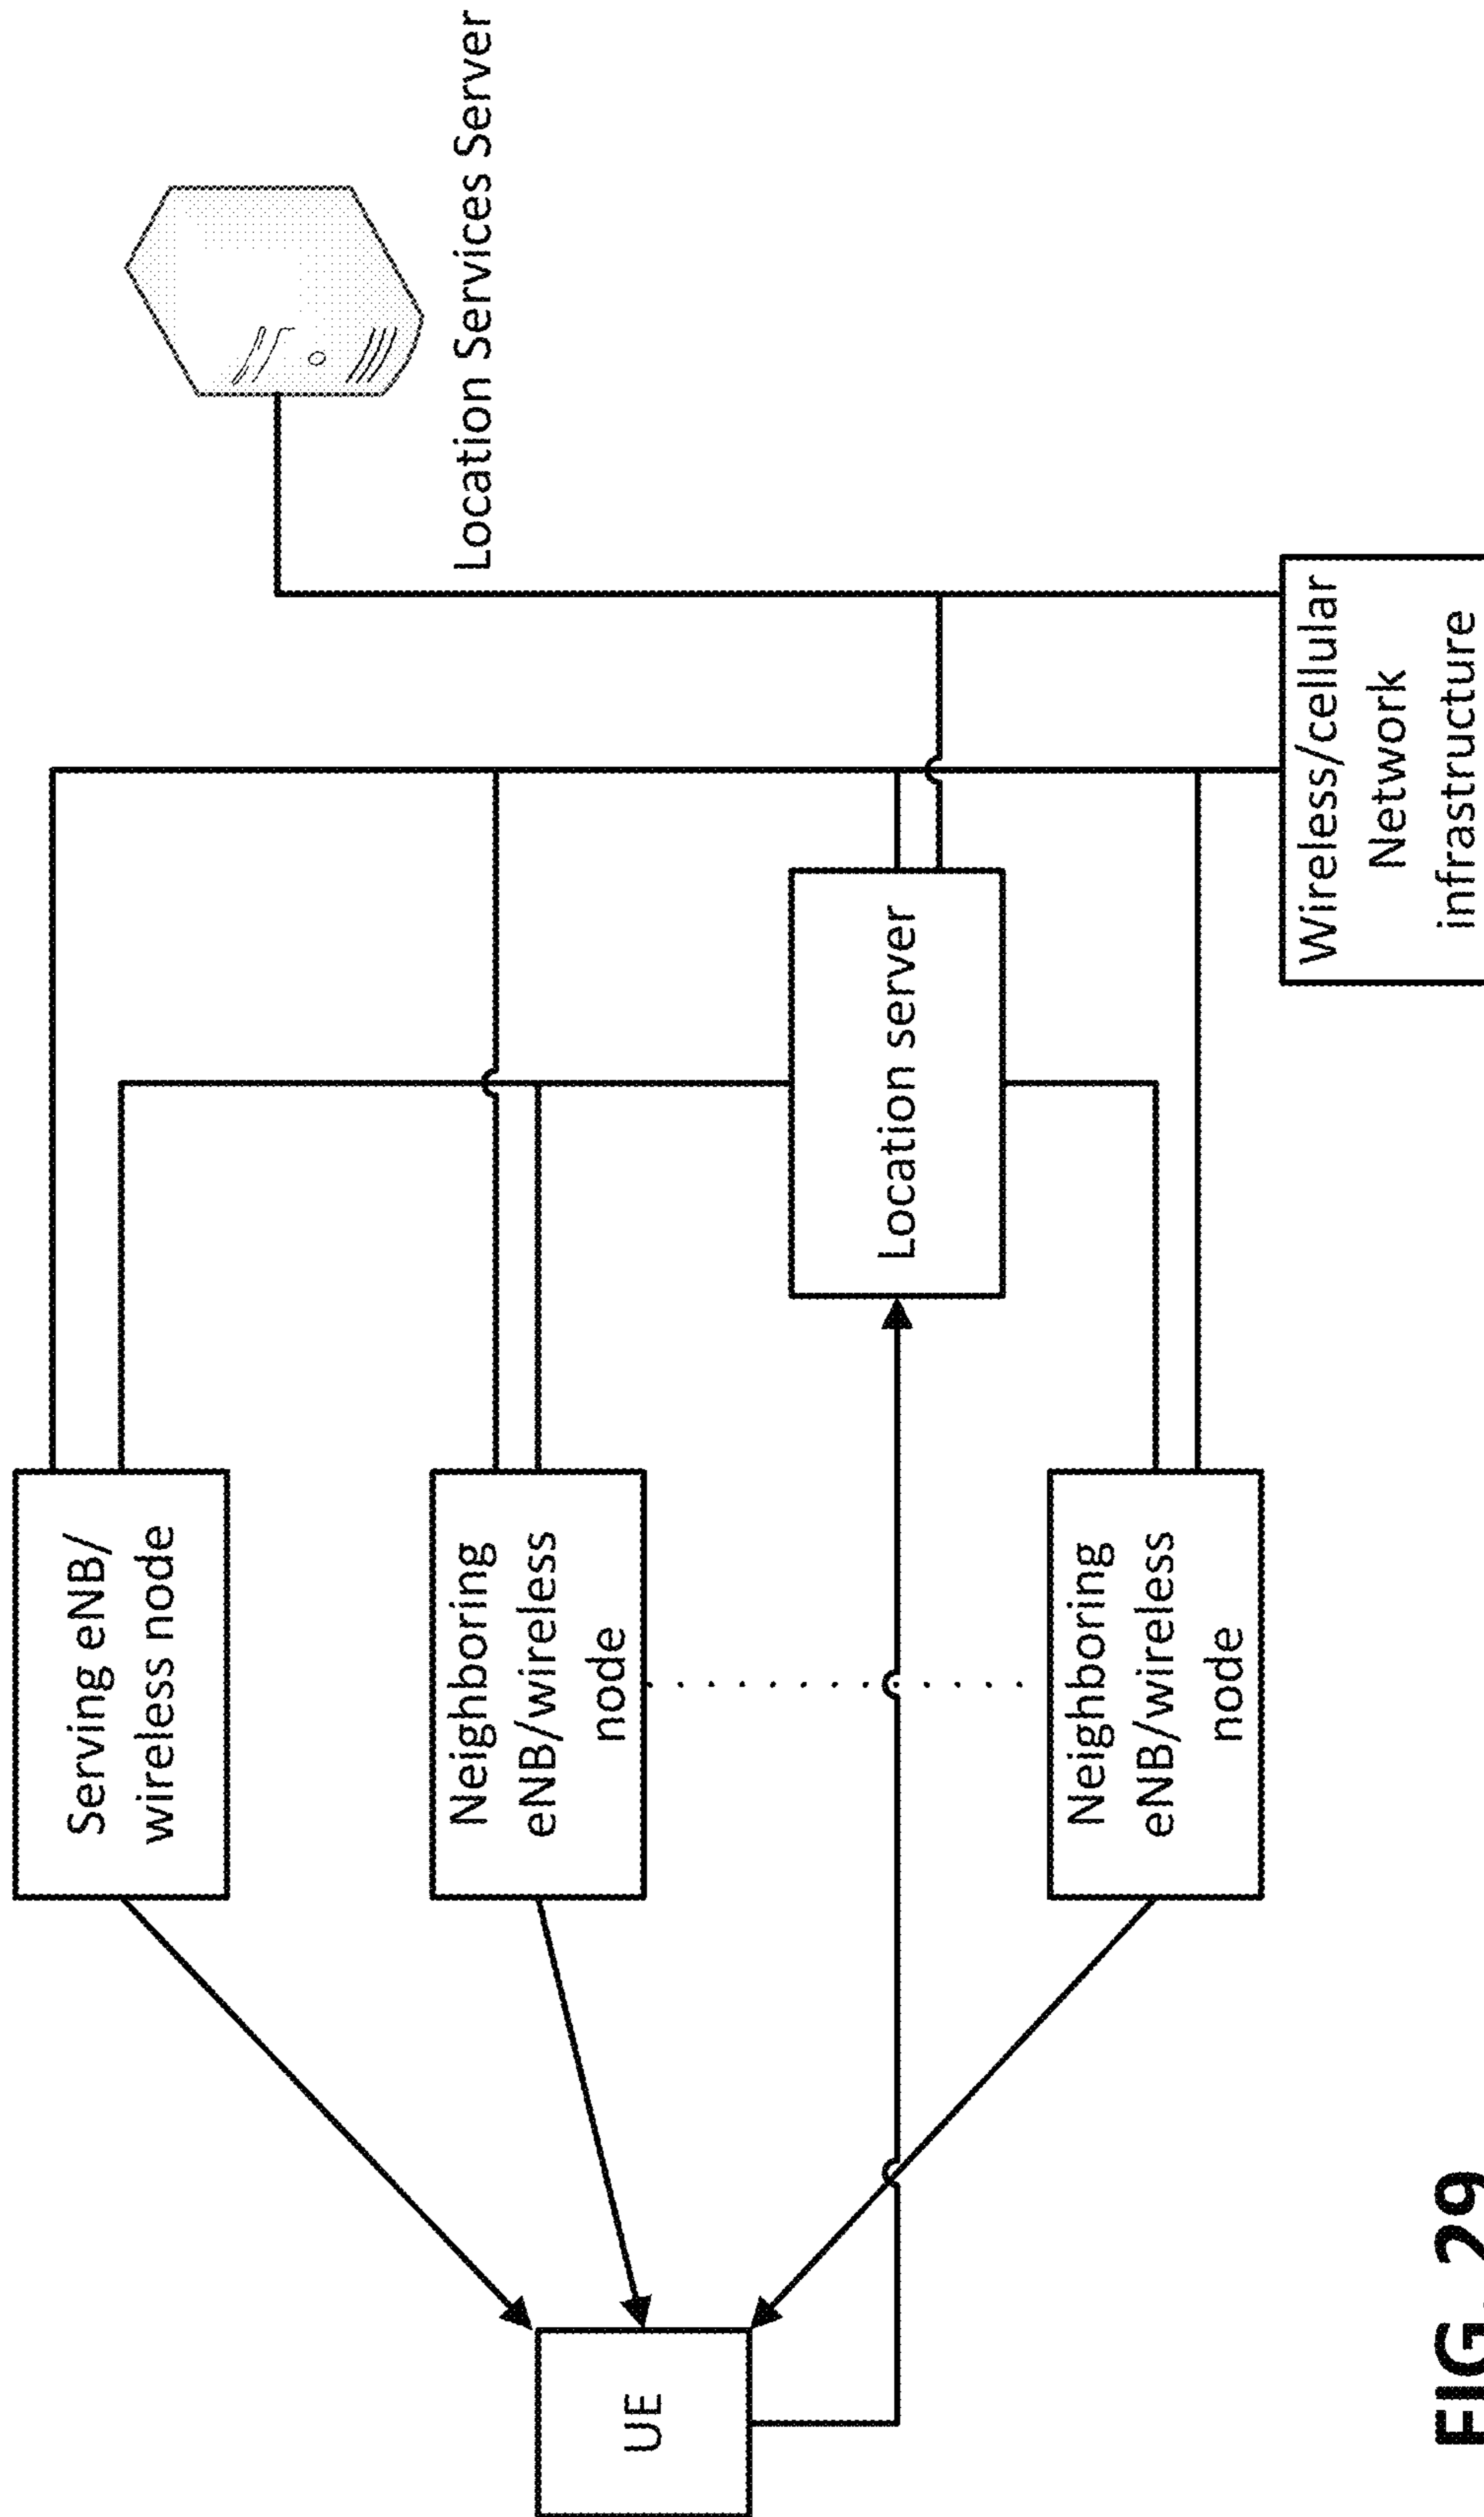 Serving eNB/
wireless node
Location Services Server
Neighboring
eNB/wireless
node
UE
Location server
Neighboring
eNB/wireless
node
Wireless/cellular
Network
infrastructure
FIG. 29